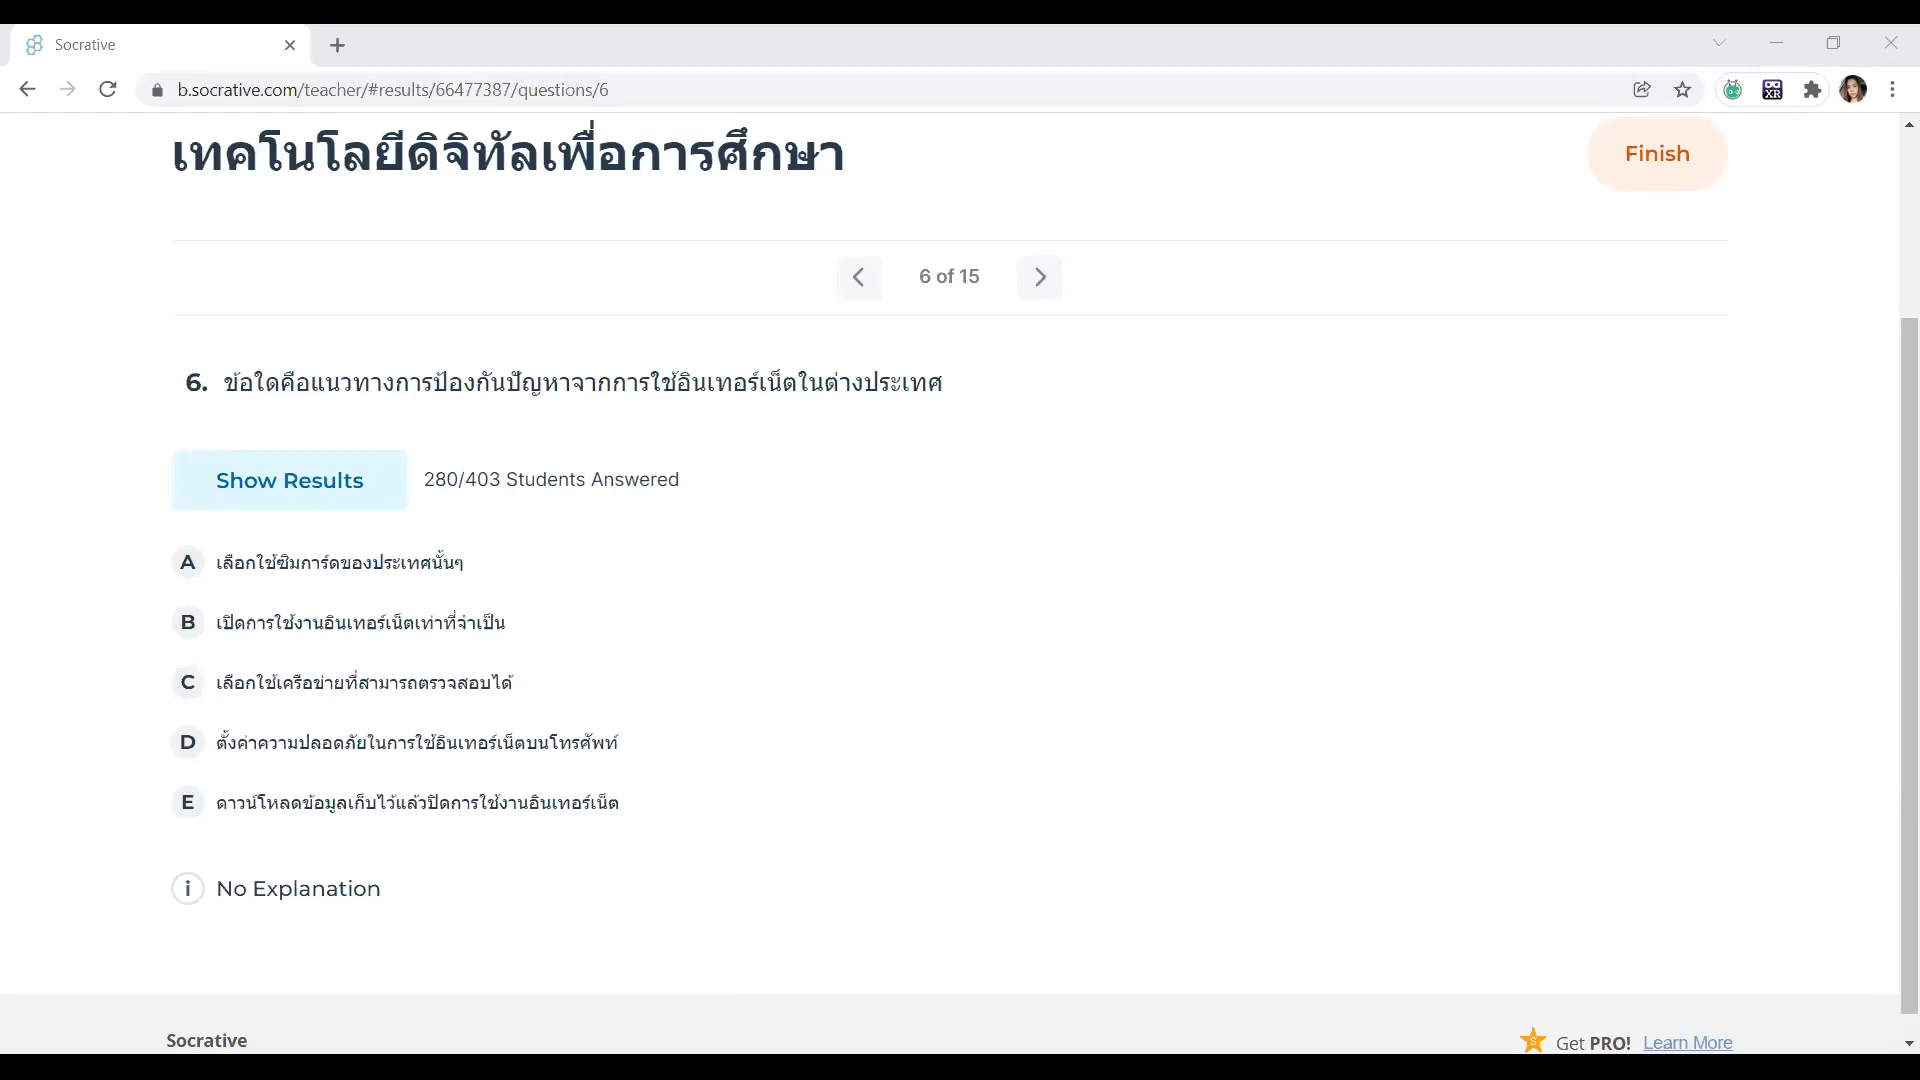 Socrative
b.socrative.com/teacher/#results/66477387/questions/6
XR
เทคโนโลยีดิจิทัลเพื่อการศึกษา
Finish
6 of 15
6. ข้อใดคือแนวทางการป้องกันปัญหาจากการใช้อินเทอร์เน็ตในต่างประเทศ
Show Results
280/403 Students Answered
A เลือกใช้ซิมการ์ดของประเทศนั้นๆ
B เปิดการใช้งานอินเทอร์เน็ตเท่าที่จำเป็น
C เลือกใช้เครือข่ายที่สามารถตรวจสอบได้
D ตั้งค่าความปลอดภัยในการใช้อินเทอร์เน็ตบนโทรศัพท์
E ดาวน์โหลดข้อมูลเก็บไว้แล้วปิดการใช้งานอินเทอร์เน็ต
i No Explanation
Socrative
S Get PRO! Learn More